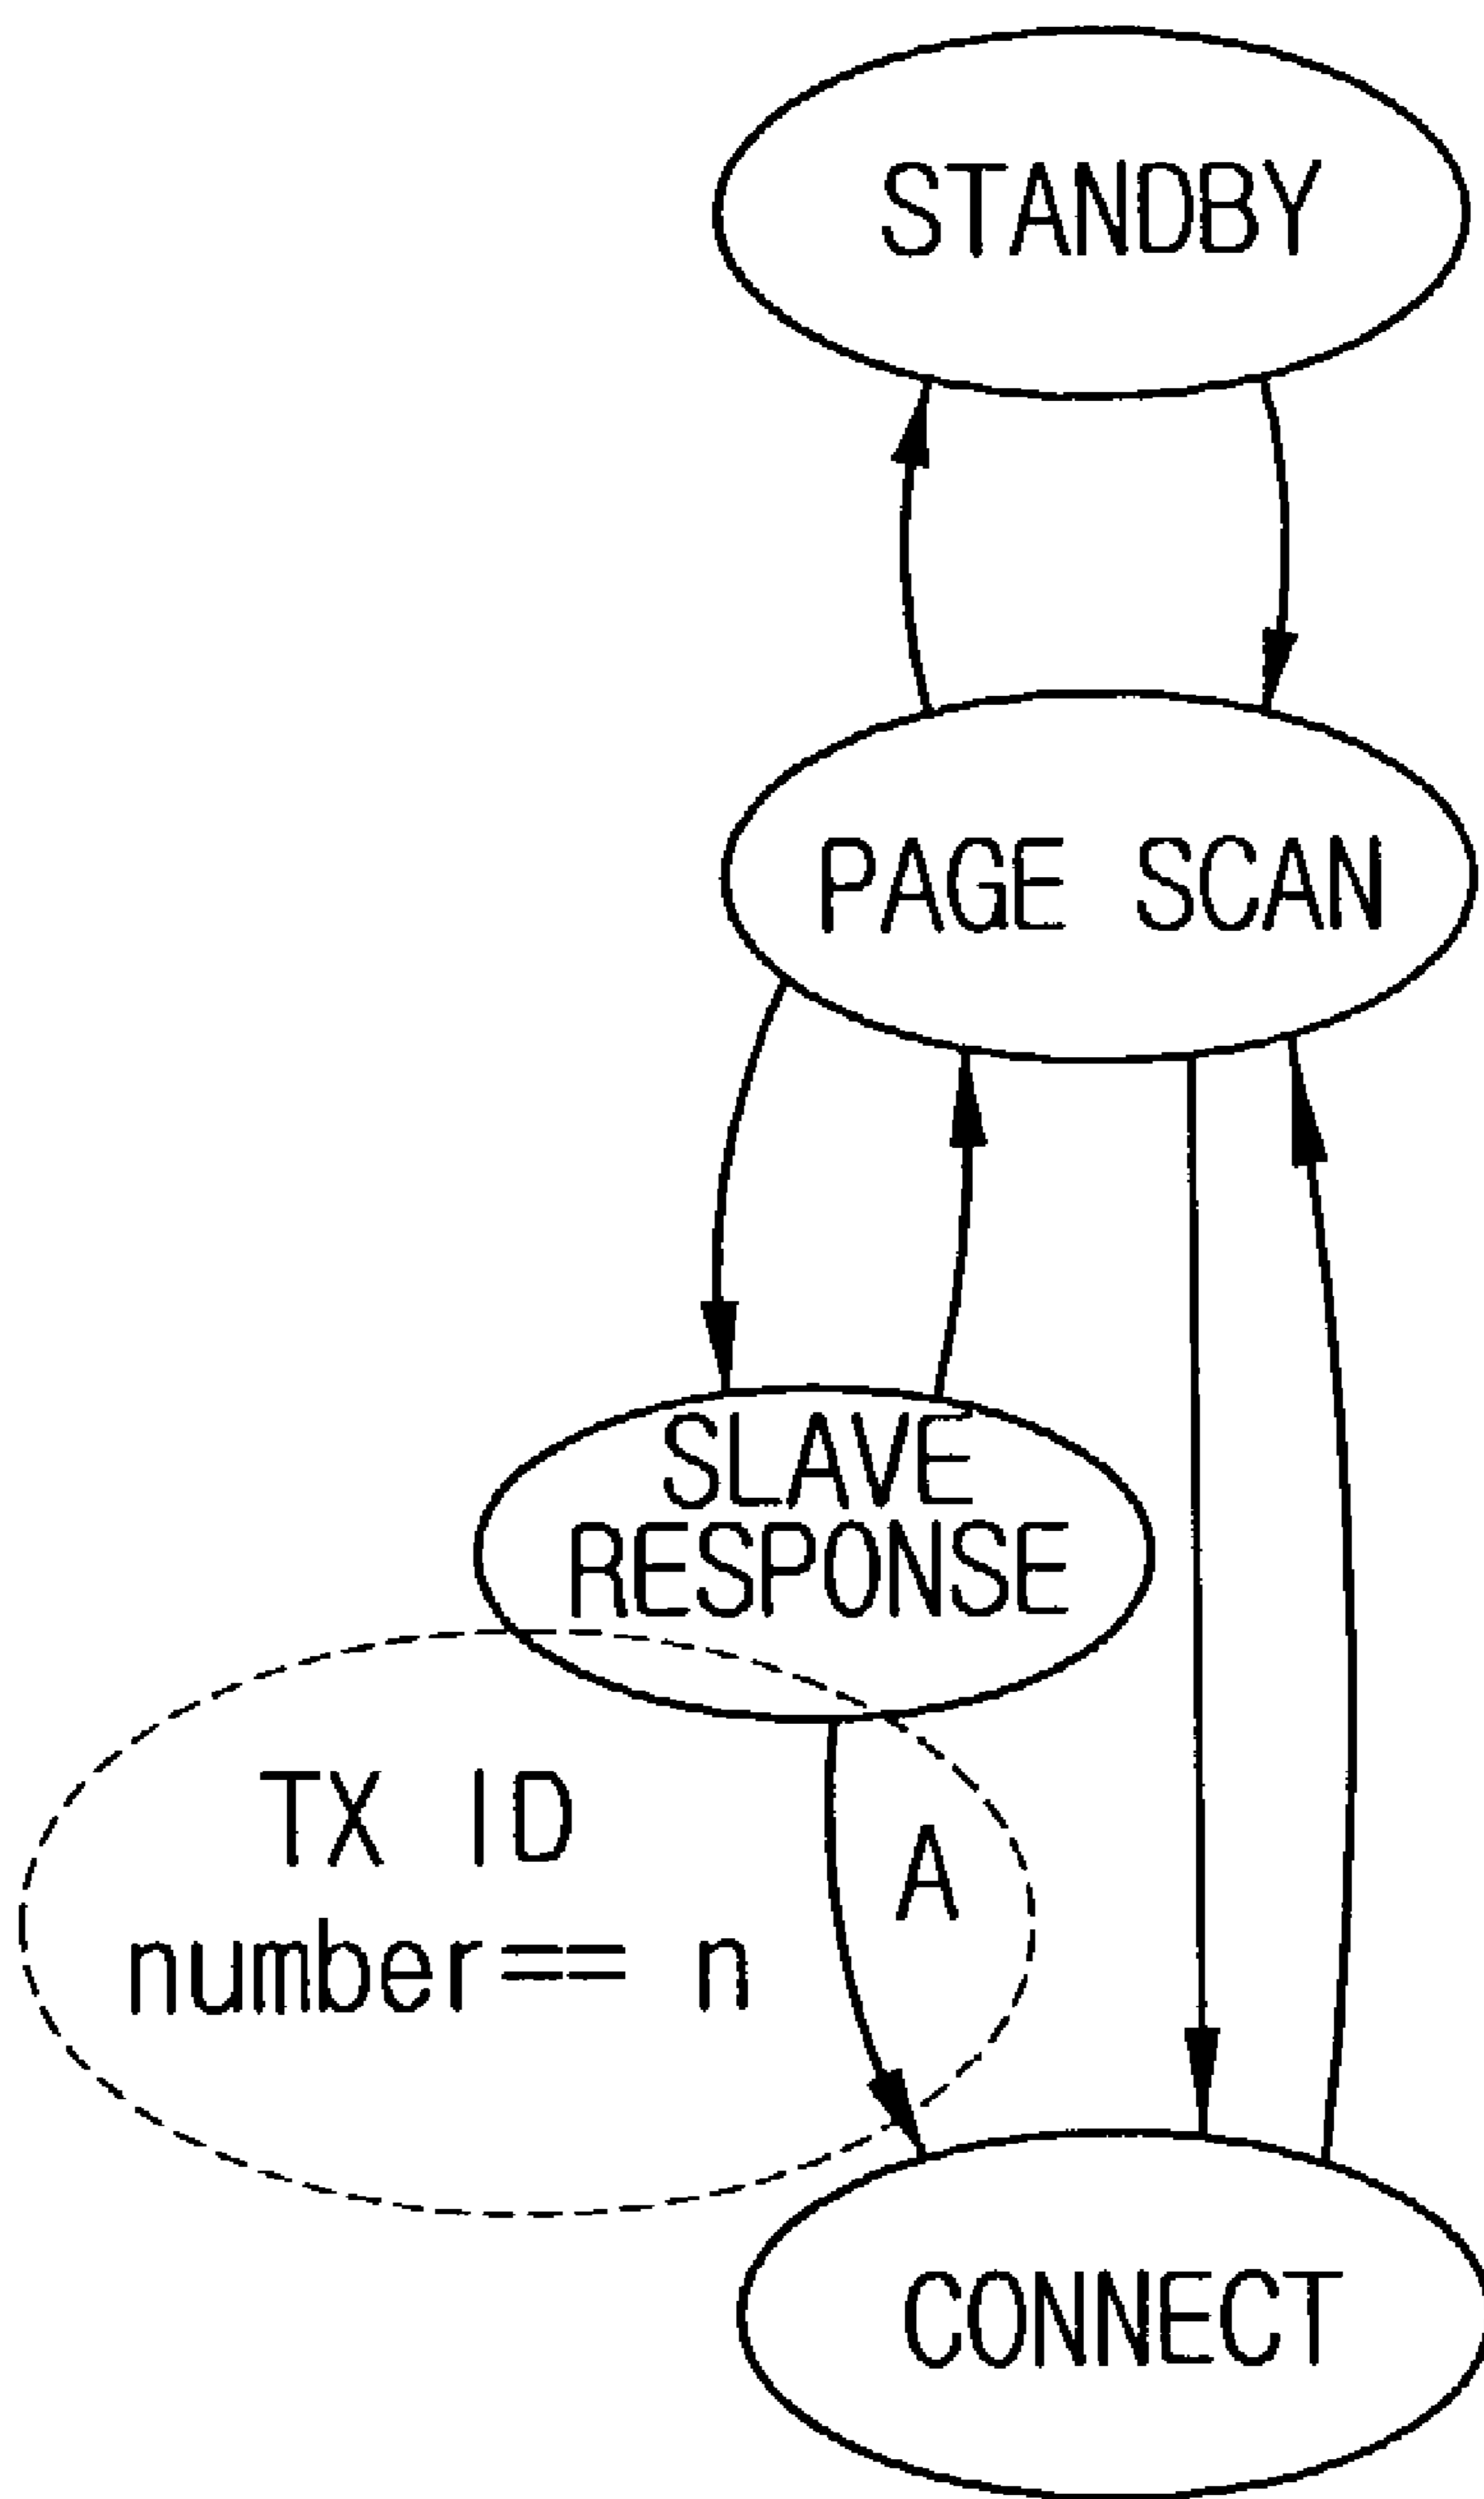 STANDBY
PAGE SCAN
SLAVE
RESPONSE
TX ID
A
number== n
CONNECT